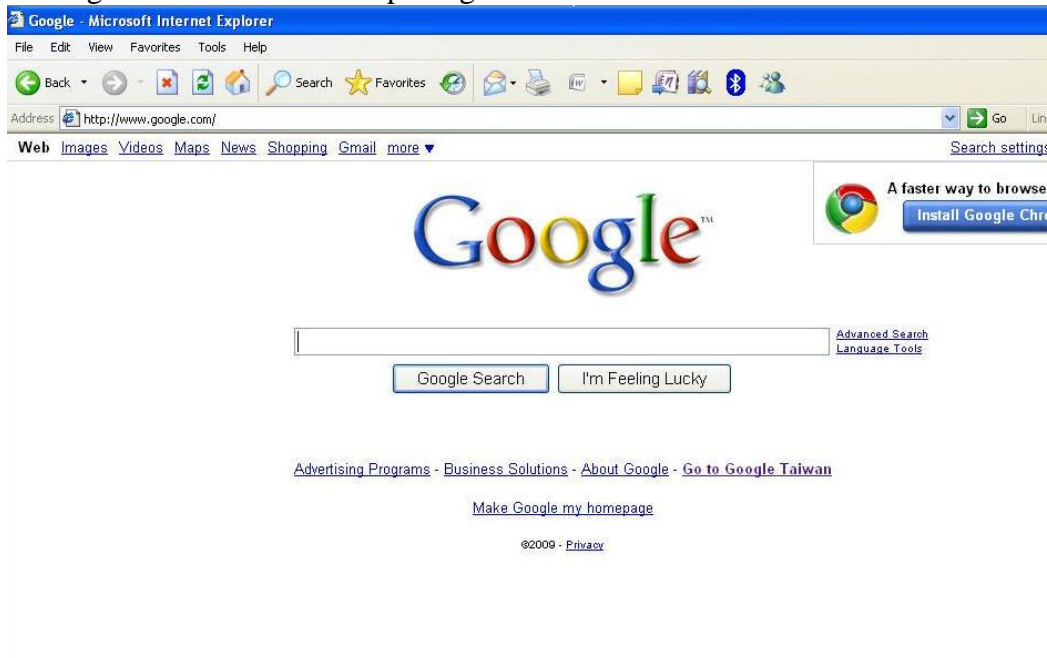 Google - Microsoft Internet Explorer
File Edit View Favorites Tools Help
Back Search Favorites
Address http://www.google.com/ Go
Web Images Videos Maps News Shopping Gmail more ▼ Search settings
A faster way to browse
Install Google Chr
Google™
Advanced Search
Language Tools
Google Search I'm Feeling Lucky
Advertising Programs - Business Solutions - About Google - Go to Google Taiwan
Make Google my homepage
©2009 - Privacy